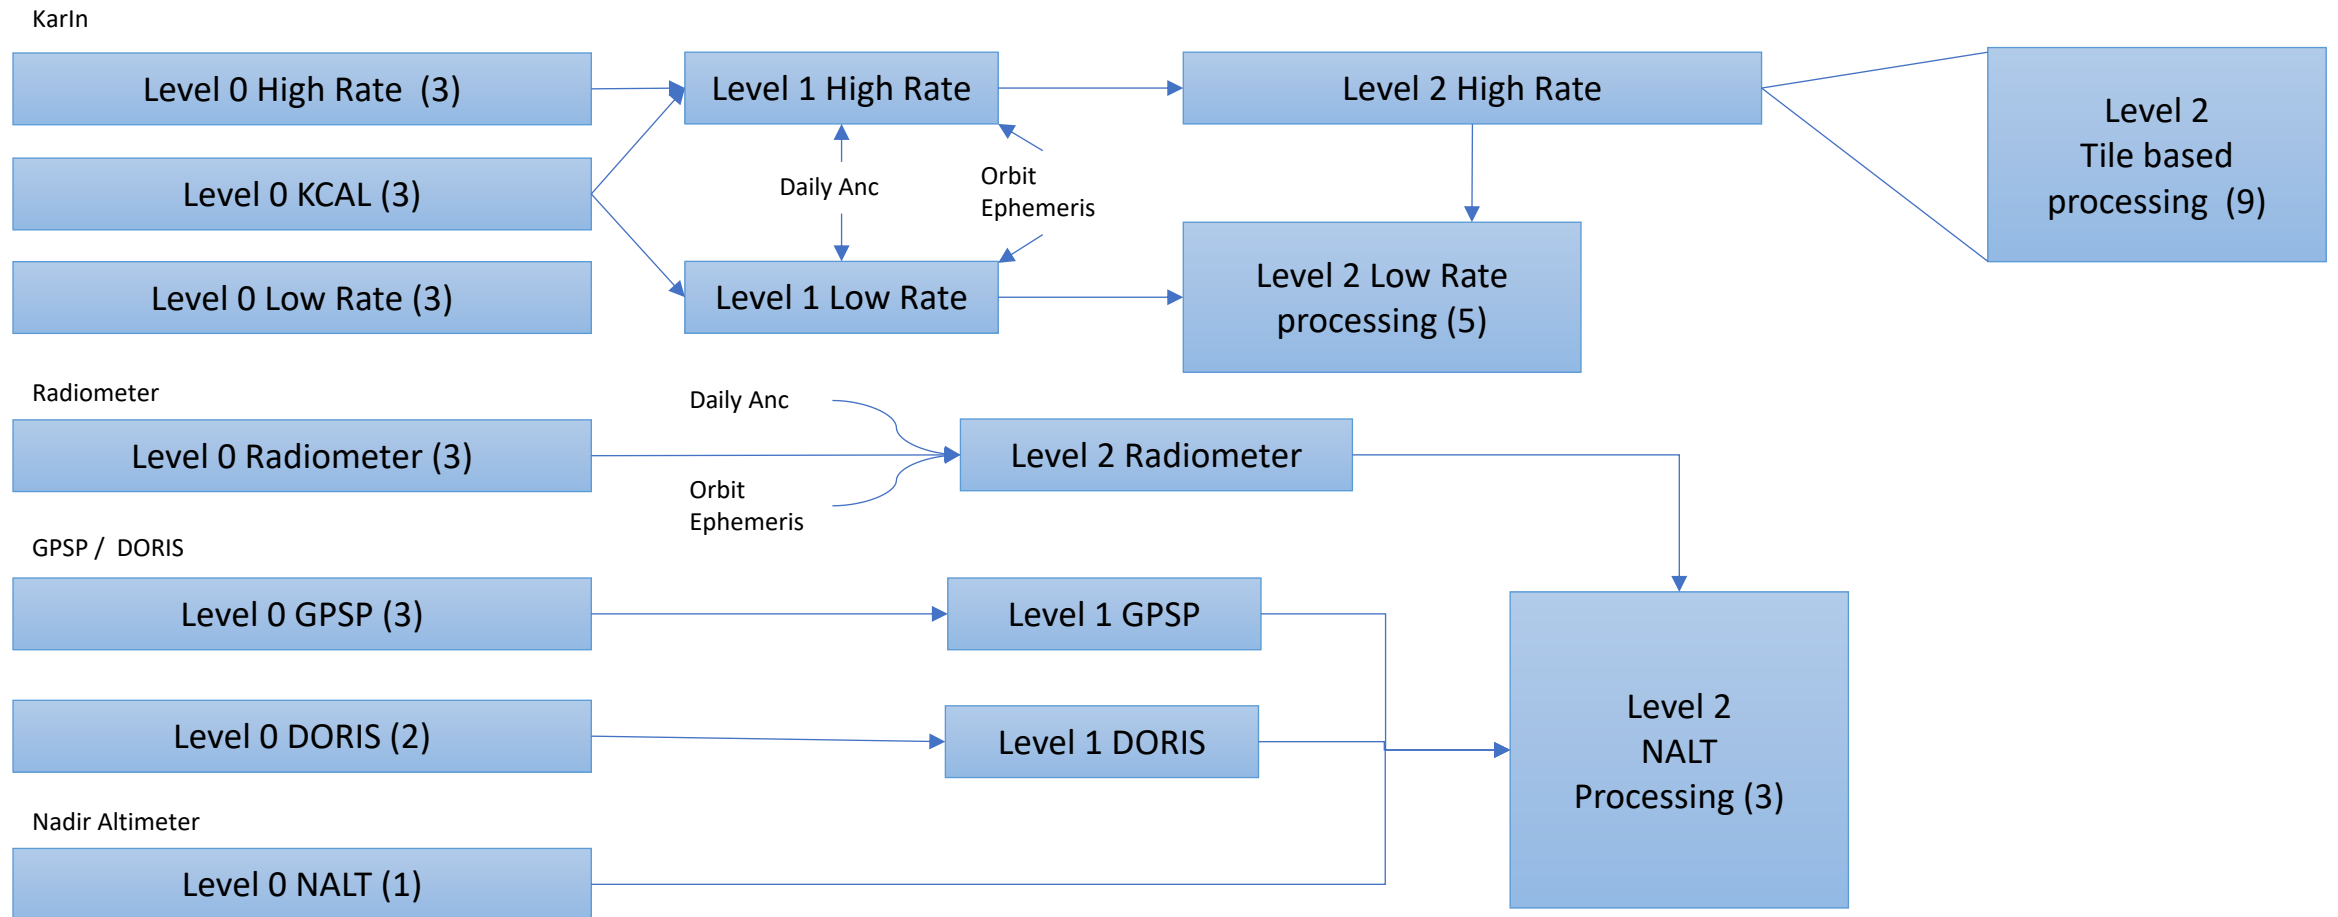 KarIn
Level 0 High Rate (3)
Level 1 High Rate
Level 2 High Rate
Level 2
Tile based
processing (9)
Level 0 KCAL (3)
Daily Anc
Orbit
Ephemeris
Level 0 Low Rate (3)
Level 1 Low Rate
Level 2 Low Rate
processing (5)
Radiometer
Level 0 Radiometer (3)
Daily Anc
Orbit
Ephemeris
Level 2 Radiometer
GPSP / DORIS
Level 0 GPSP (3)
Level 1 GPSP
Level 0 DORIS (2)
Level 1 DORIS
Level 2
NALT
Processing (3)
Nadir Altimeter
Level 0 NALT (1)